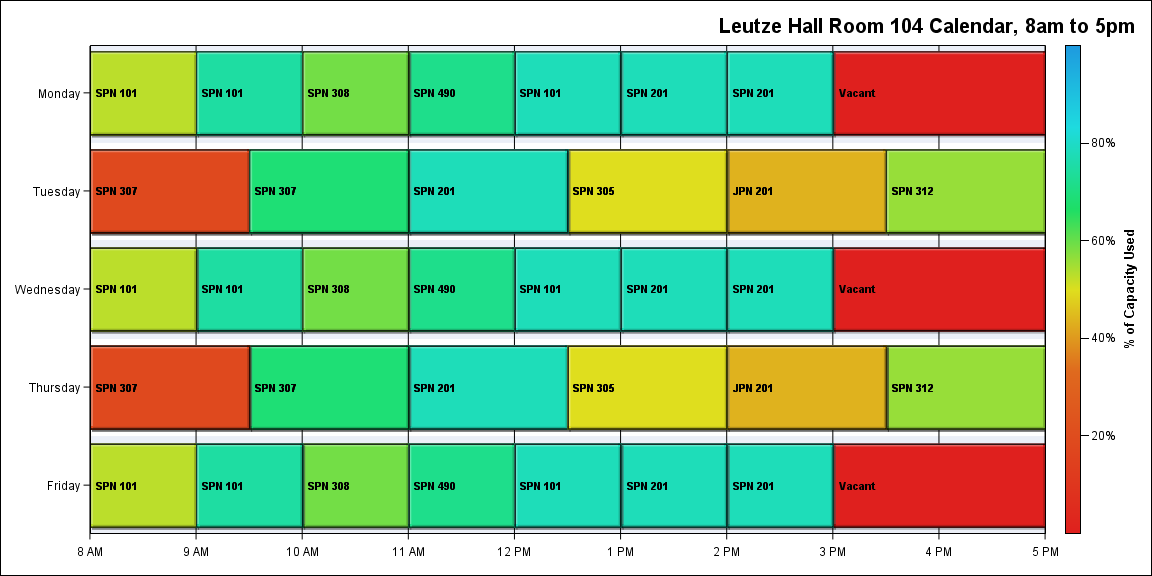 Leutze Hall Room 104 Calendar, 8am to 5pm
Monday SPN 101 SPN 101 SPN 308 SPN 490 SPN 101 SPN 201 SPN 201 Vacant
Tuesday SPN 307 SPN 307 SPN 201 SPN 305 JPN 201 SPN 312
Wednesday SPN 101 SPN 101 SPN 308 SPN 490 SPN 101 SPN 201 SPN 201 Vacant
Thursday SPN 307 SPN 307 SPN 201 SPN 305 JPN 201 SPN 312
Friday SPN 101 SPN 101 SPN 308 SPN 490 SPN 101 SPN 201 SPN 201 Vacant
8 AM 9 AM 10 AM 11 AM 12 PM 1 PM 2 PM 3 PM 4 PM 5 PM
80%
60%
40%
20%
% of Capacity Used